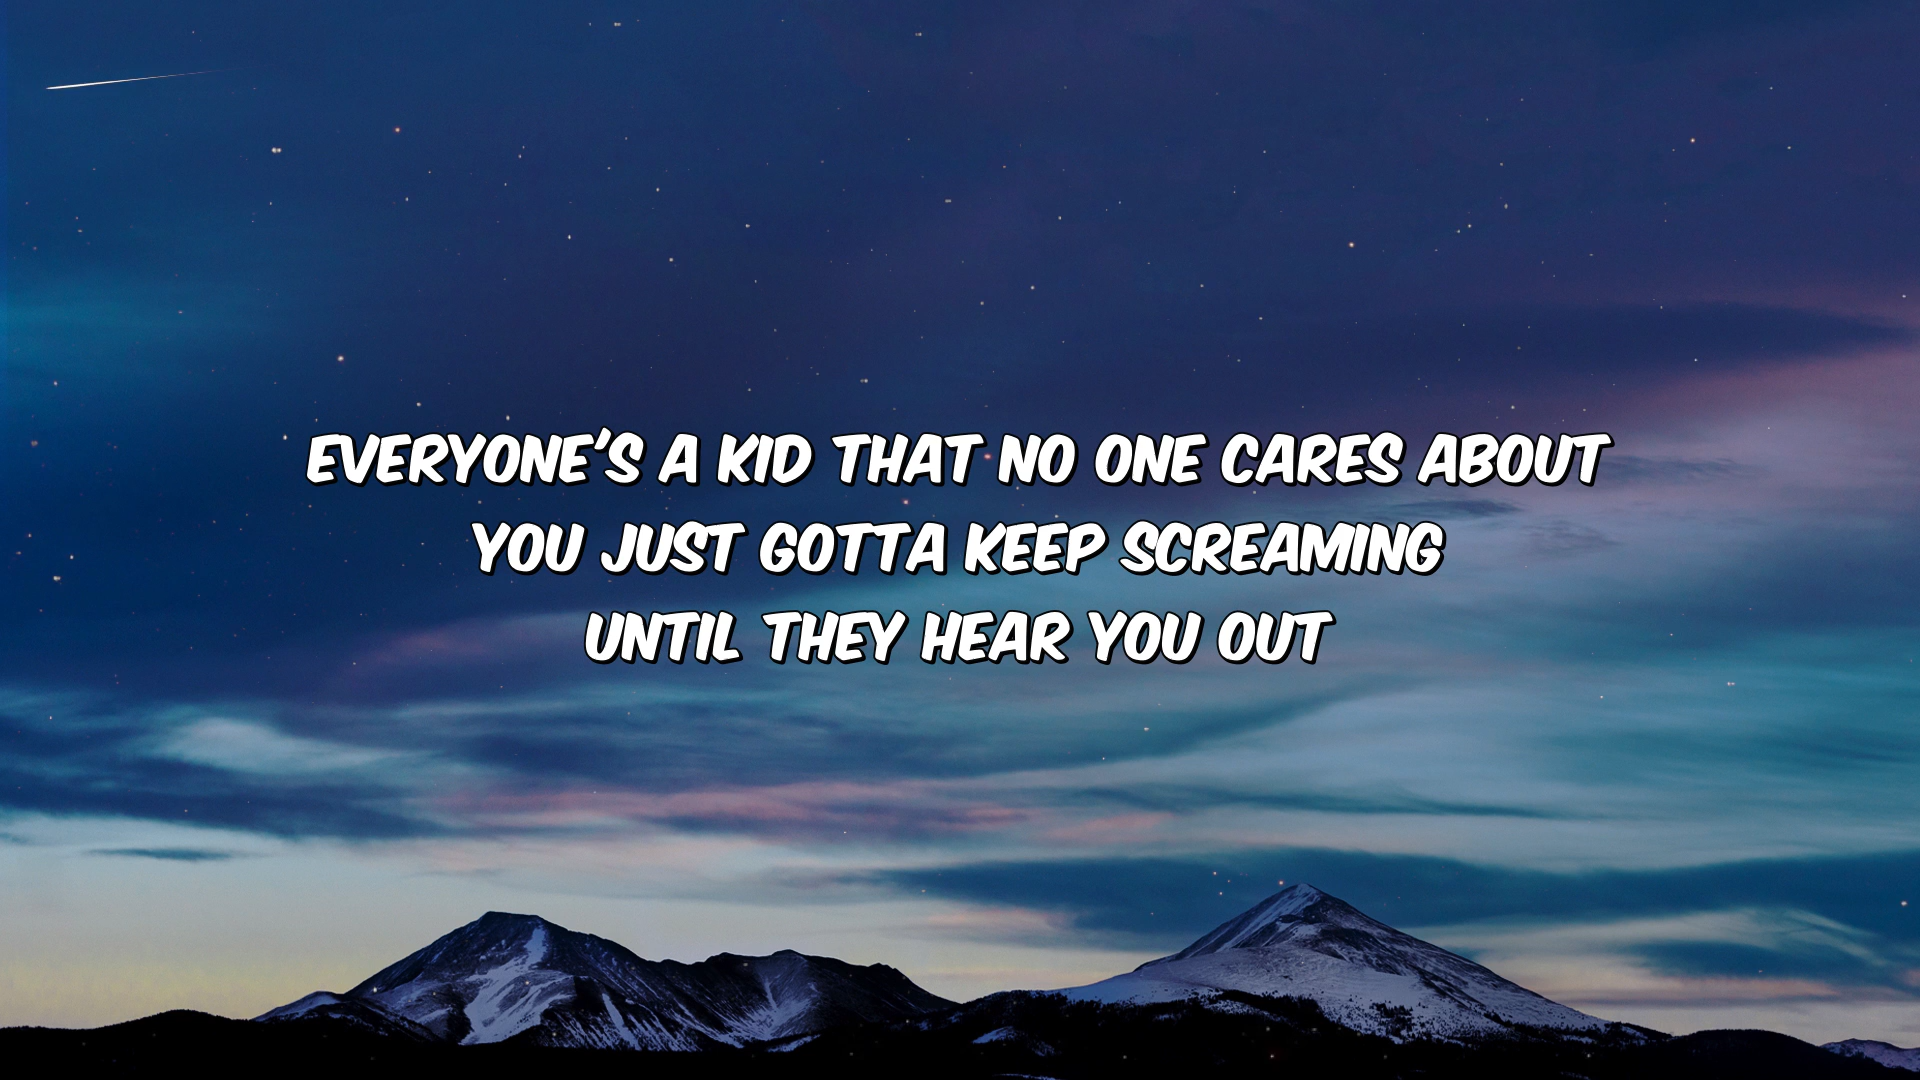 EVERYONE'S A KID THAT NO ONE CARES ABOUT
YOU JUST GOTTA KEEP SCREAMING
UNTIL THEY HEAR YOU OUT